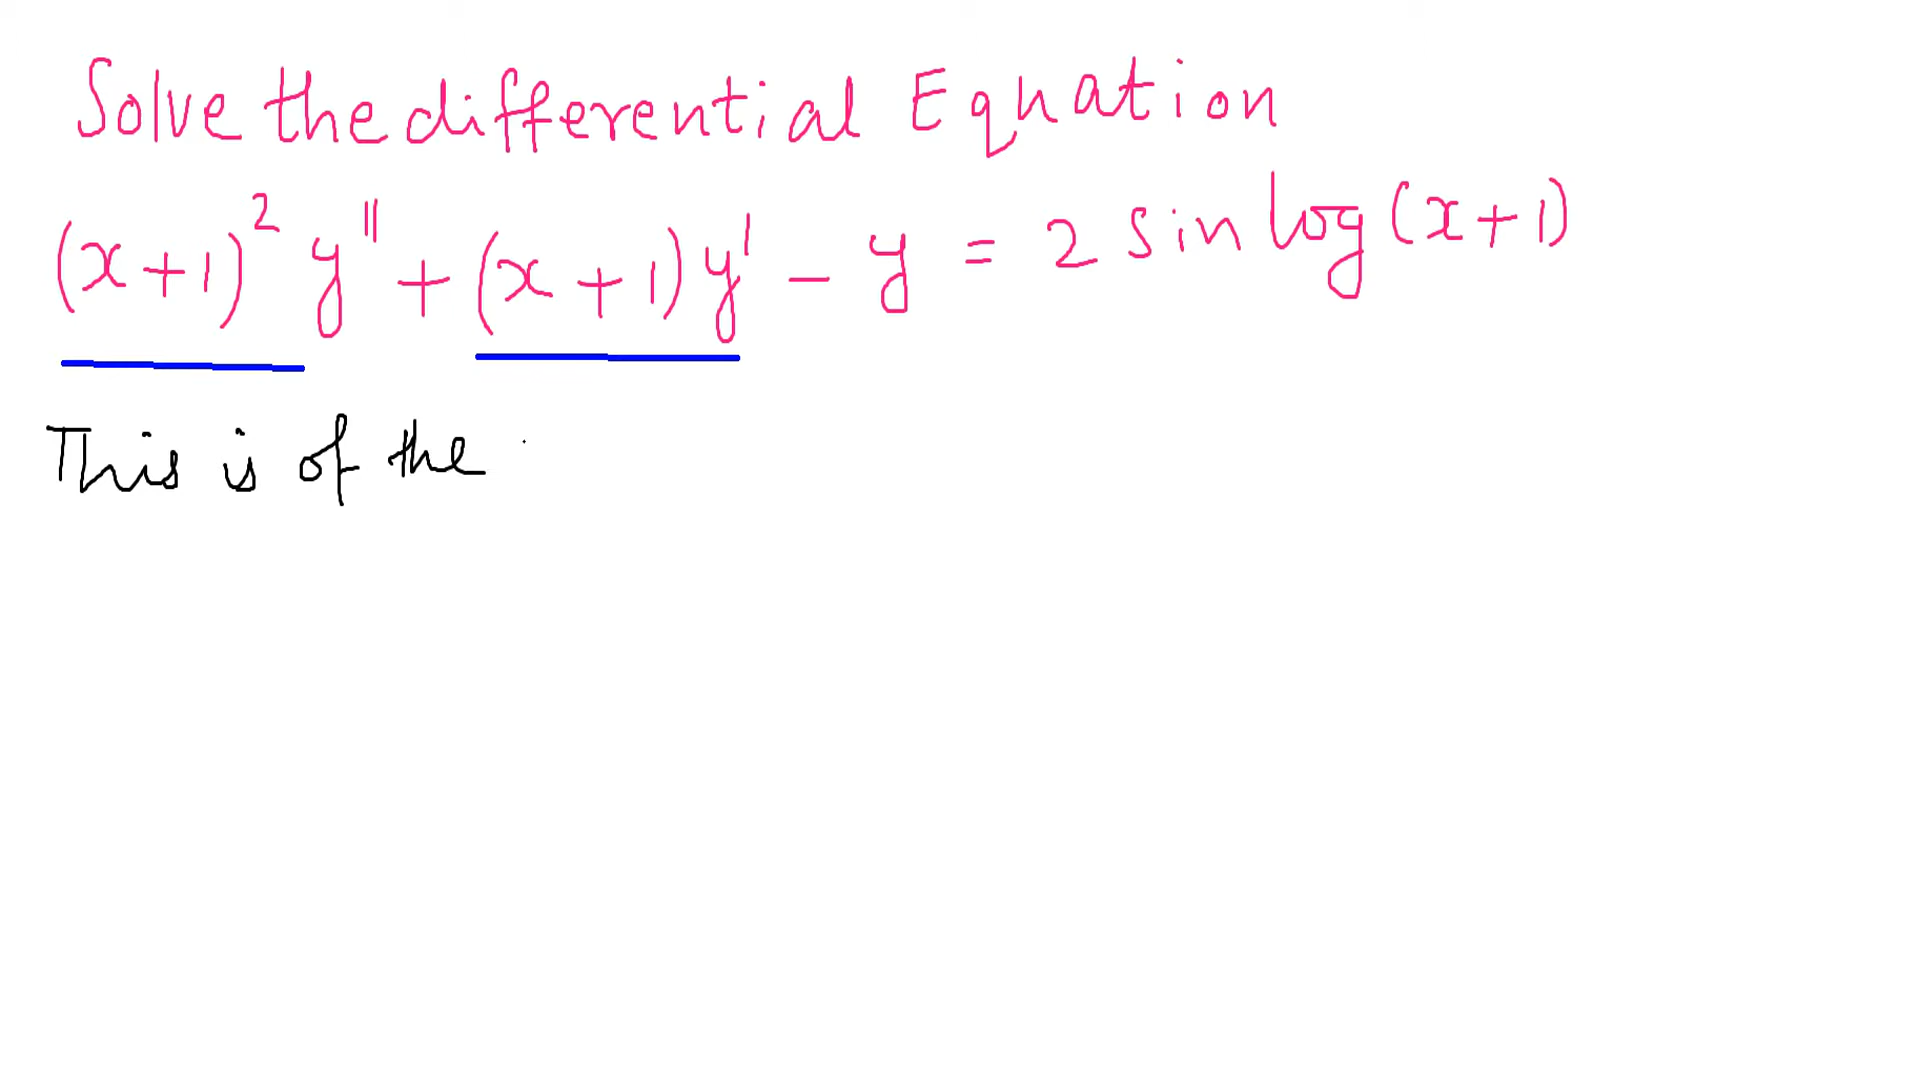 Solve the differential Equation
(x+1)² y'' + (x+1)y' - y = 2 sin log(x+1)
This is of the